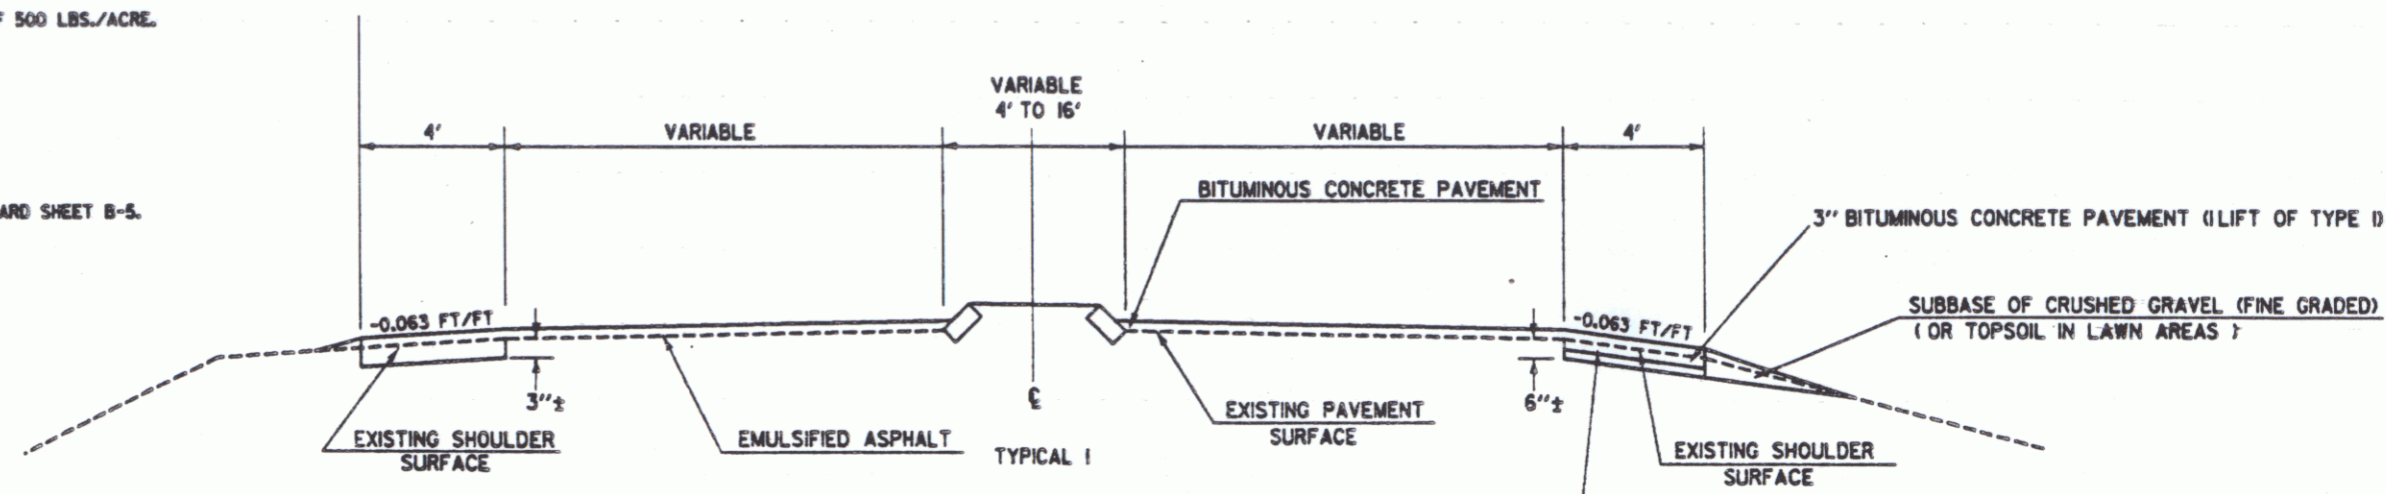 500 LBS./ACRE.
VARIABLE
4' TO 16'
4'
VARIABLE
VARIABLE
4'
BITUMINOUS CONCRETE PAVEMENT
SHEET B-5.
3" BITUMINOUS CONCRETE PAVEMENT (1 LIFT OF TYPE I)
SUBBASE OF CRUSHED GRAVEL (FINE GRADED)
( OR TOPSOIL IN LAWN AREAS )
-0.063 FT/FT
-0.063 FT/FT
3"±
℄
6"±
EXISTING SHOULDER
SURFACE
EMULSIFIED ASPHALT
TYPICAL I
EXISTING PAVEMENT
SURFACE
EXISTING SHOULDER
SURFACE